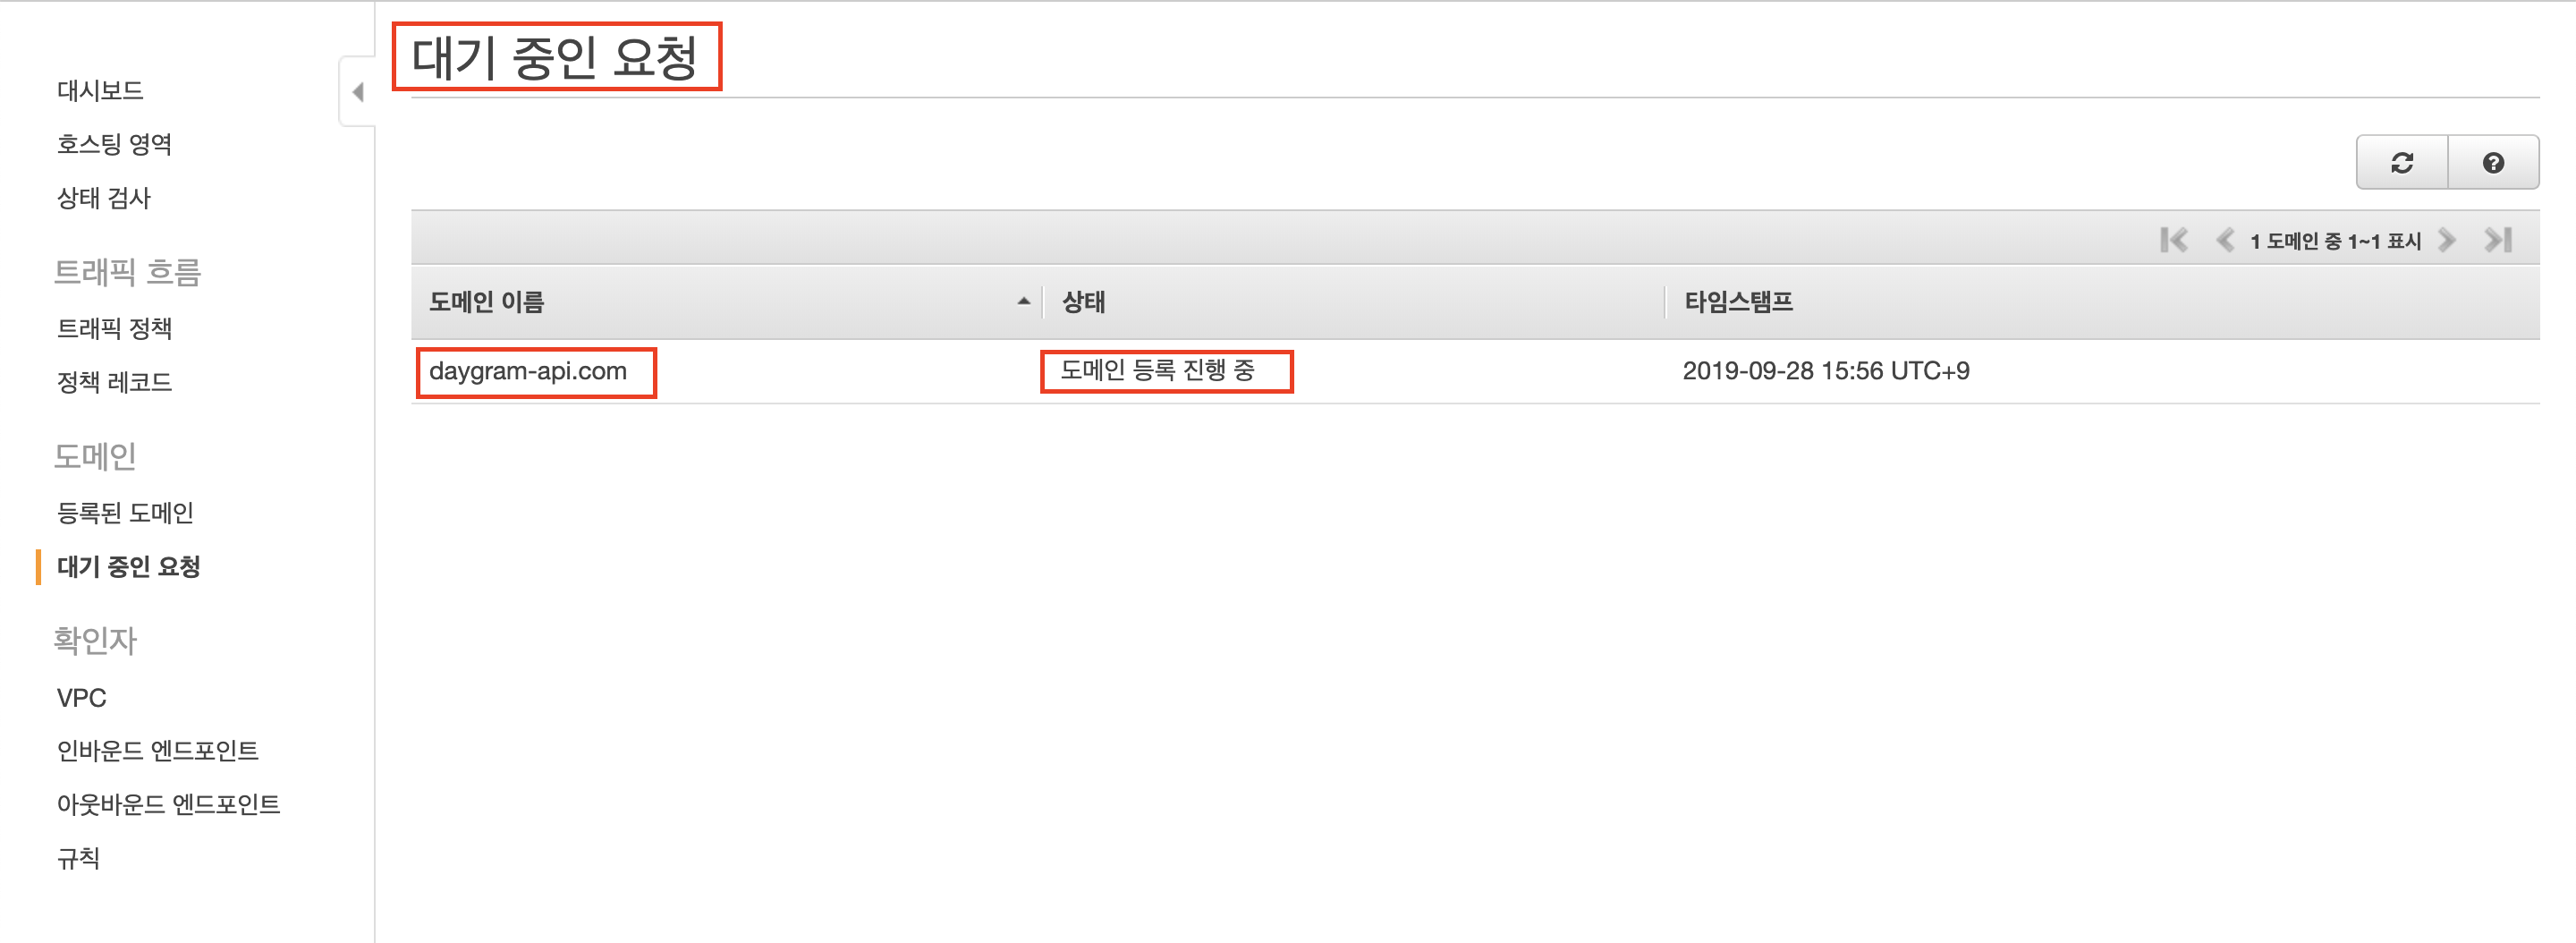 대시보드
호스팅 영역
상태 검사
트래픽 흐름
트래픽 정책
정책 레코드
도메인
등록된 도메인
대기 중인 요청
확인자
VPC
인바운드 엔드포인트
아웃바운드 엔드포인트
규칙
대기 중인 요청
1 도메인 중 1~1 표시
도메인 이름 상태 타임스탬프
daygram-api.com 도메인 등록 진행 중 2019-09-28 15:56 UTC+9